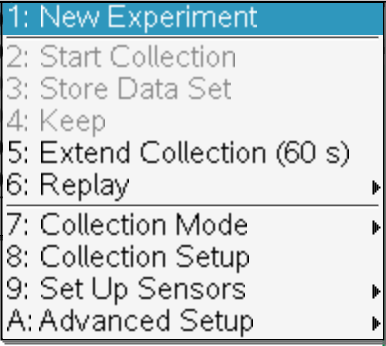 1: New Experiment
2: Start Collection
3: Store Data Set
4: Keep
5: Extend Collection (60 s)
6: Replay
7: Collection Mode
8: Collection Setup
9: Set Up Sensors
A: Advanced Setup